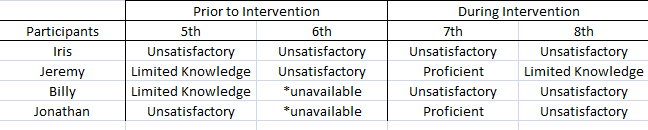 Prior to Intervention During Intervention
Participants 5th 6th 7th 8th
Iris Unsatisfactory Unsatisfactory Unsatisfactory Unsatisfactory
Jeremy Limited Knowledge Unsatisfactory Proficient Limited Knowledge
Billy Limited Knowledge *unavailable Unsatisfactory Unsatisfactory
Jonathan Unsatisfactory *unavailable Proficient Unsatisfactory